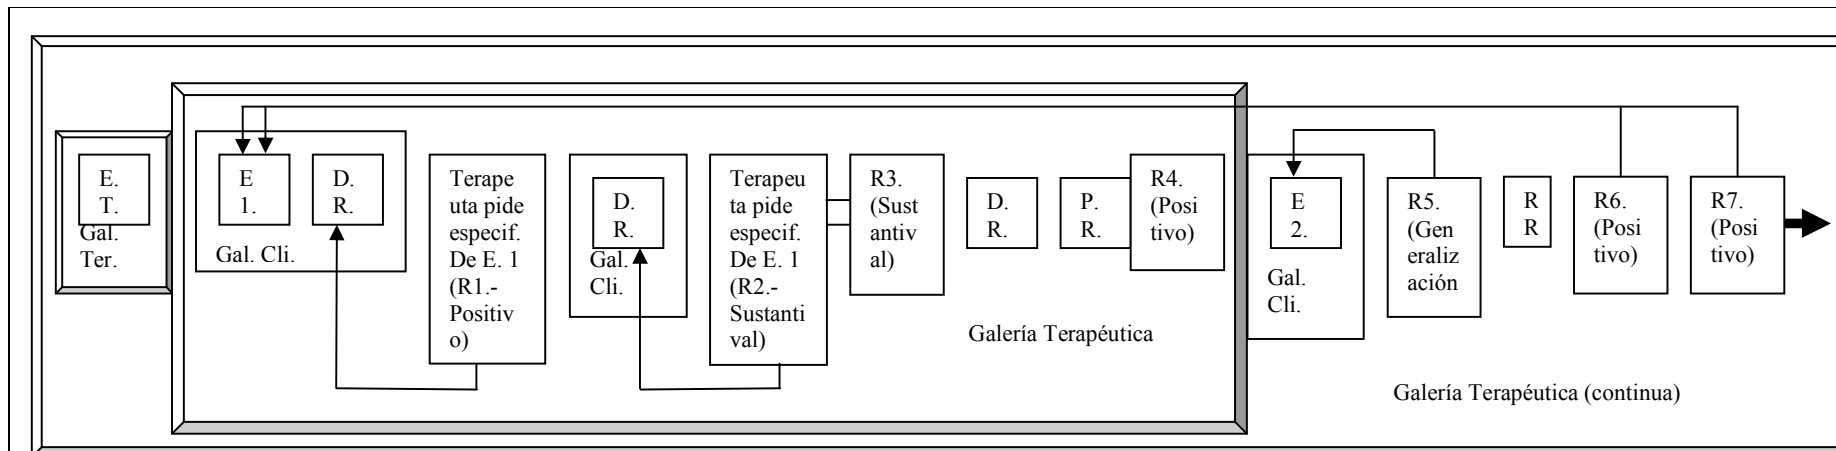 E.
T.
Gal.
Ter.
E
1.
D.
R.
Gal. Cli.
Terape
uta pide
especif.
De E. 1
(R1.-
Positiv
o)
D.
R.
Gal.
Cli.
Terapeu
ta pide
especif.
De E. 1
(R2.-
Sustanti
val)
R3.
(Sust
antiv
al)
D.
R.
P.
R.
R4.
(Posi
tivo)
Galería Terapéutica
E
2.
Gal.
Cli.
R5.
(Gen
eraliz
ación
R
R
R6.
(Posi
tivo)
R7.
(Posi
tivo)
Galería Terapéutica (continua)